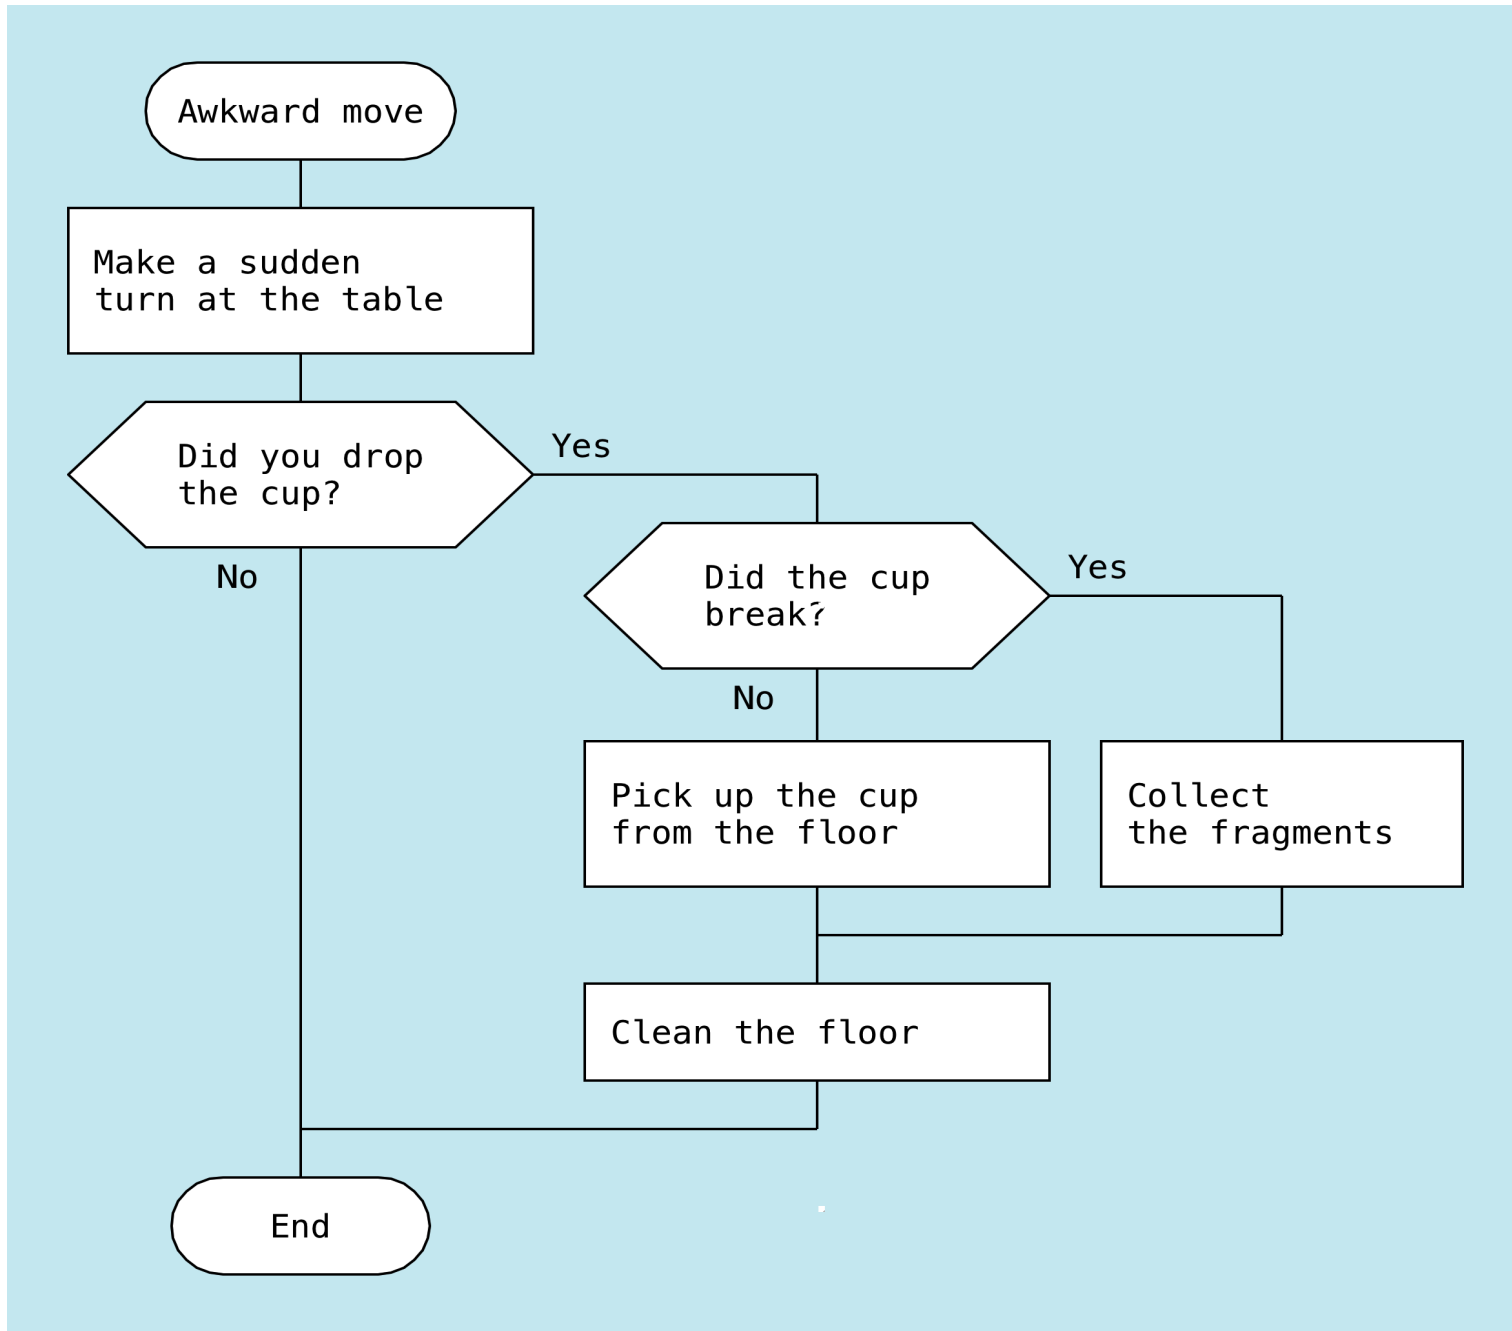 Awkward move
Make a sudden
turn at the table
Did you drop
the cup?
Yes
No
Did the cup
break?
Yes
No
Pick up the cup
from the floor
Collect
the fragments
Clean the floor
End